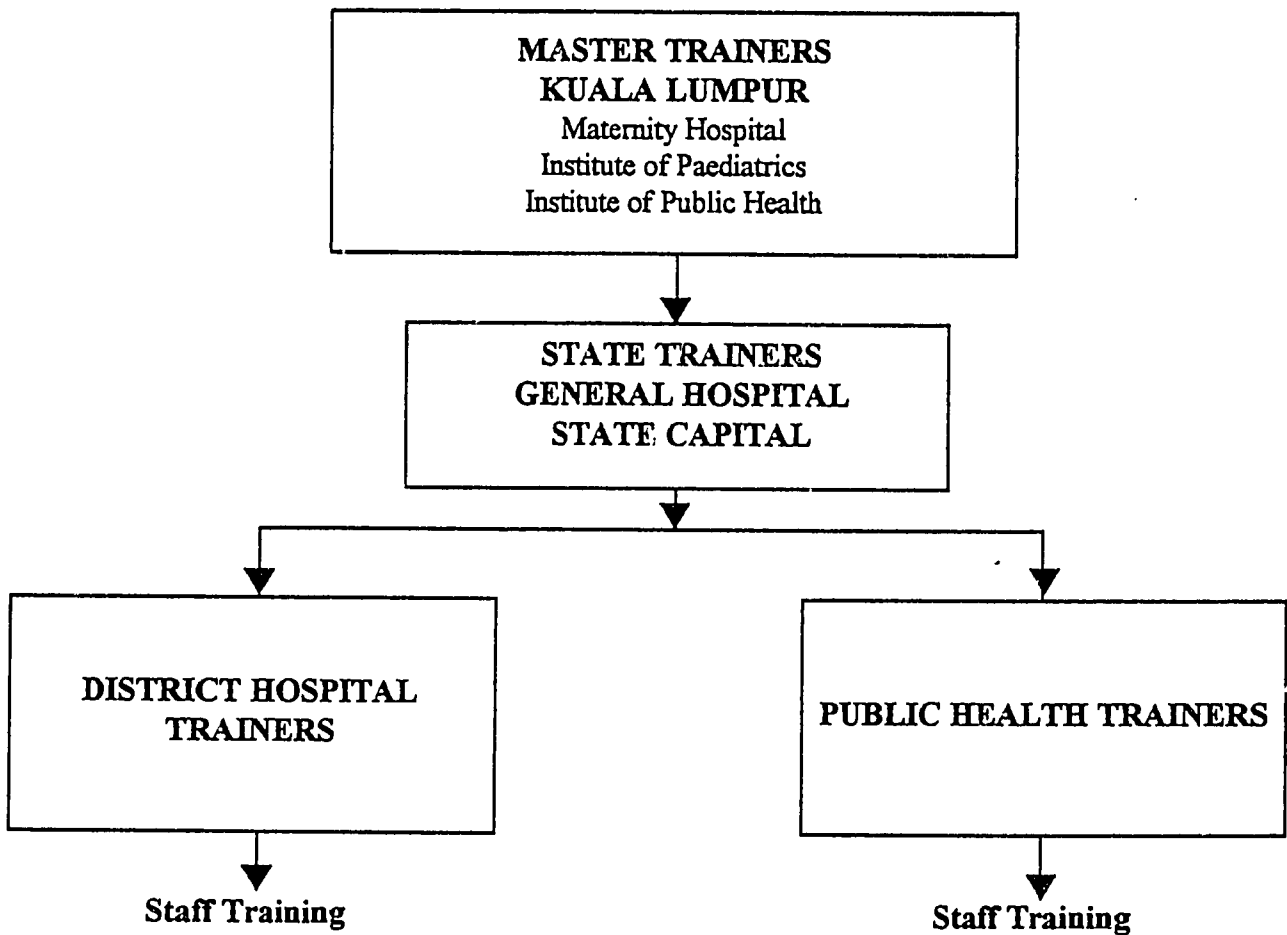 MASTER TRAINERS
KUALA LUMPUR
Maternity Hospital
Institute of Paediatrics
Institute of Public Health
STATE TRAINERS
GENERAL HOSPITAL
STATE CAPITAL
DISTRICT HOSPITAL
TRAINERS
PUBLIC HEALTH TRAINERS
Staff Training
Staff Training